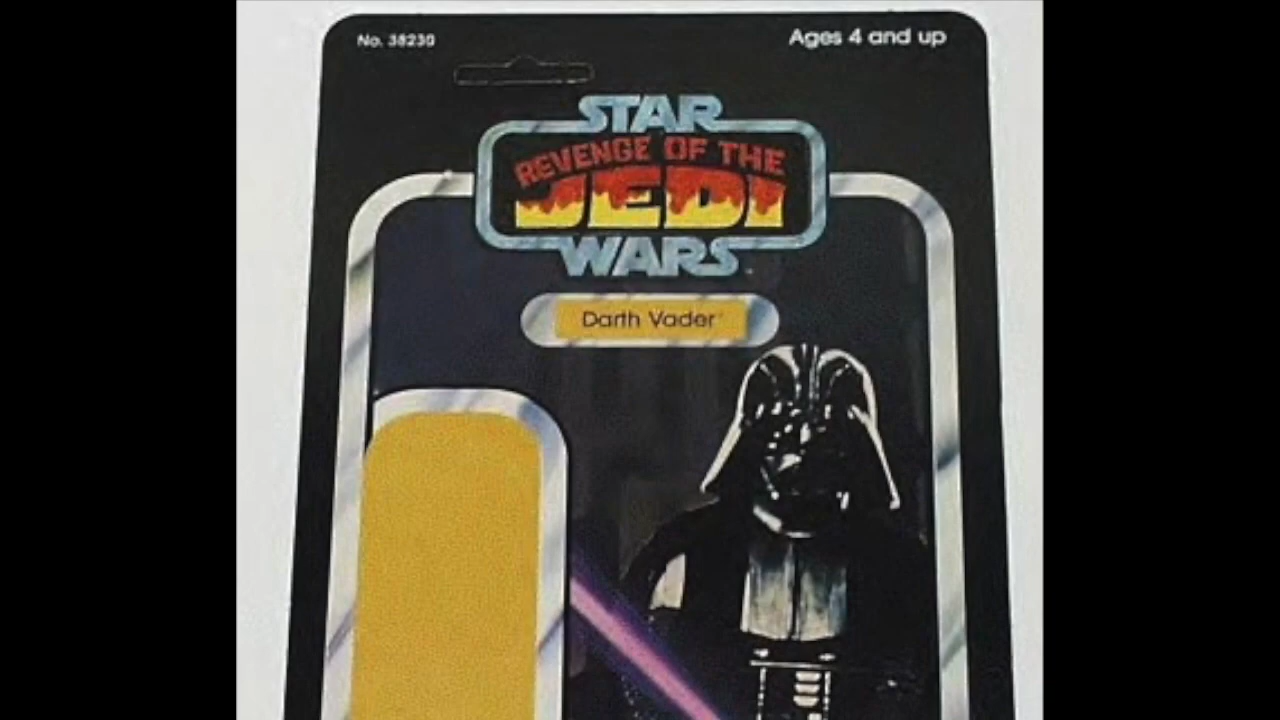 No. 38230
Ages 4 and up
STAR
REVENGE OF THE
JEDI
WARS
Darth Vader